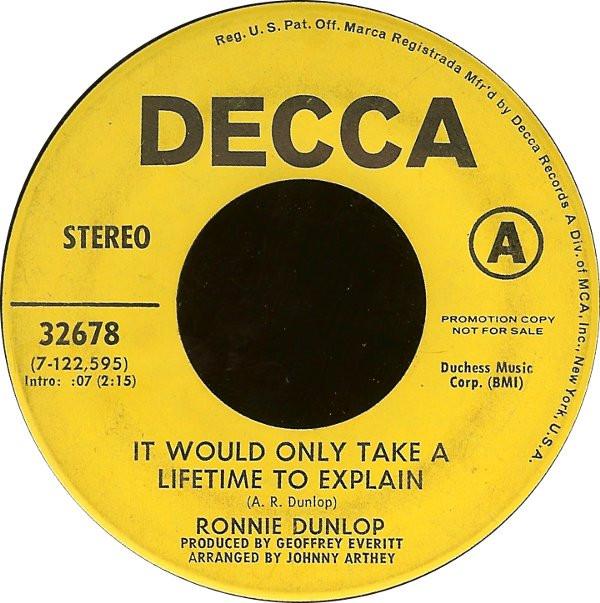 Reg. U.S. Pat. Off. Marca Registrada Mfr'd by Decca Records A Div. of MCA, Inc., New York, U.S.A.
DECCA
STEREO
A
32678
(7-122,595)
Intro: :07 (2:15)
PROMOTION COPY
NOT FOR SALE
Duchess Music
Corp. (BMI)
IT WOULD ONLY TAKE A
LIFETIME TO EXPLAIN
(A. R. Dunlop)
RONNIE DUNLOP
PRODUCED BY GEOFFREY EVERITT
ARRANGED BY JOHNNY ARTHEY